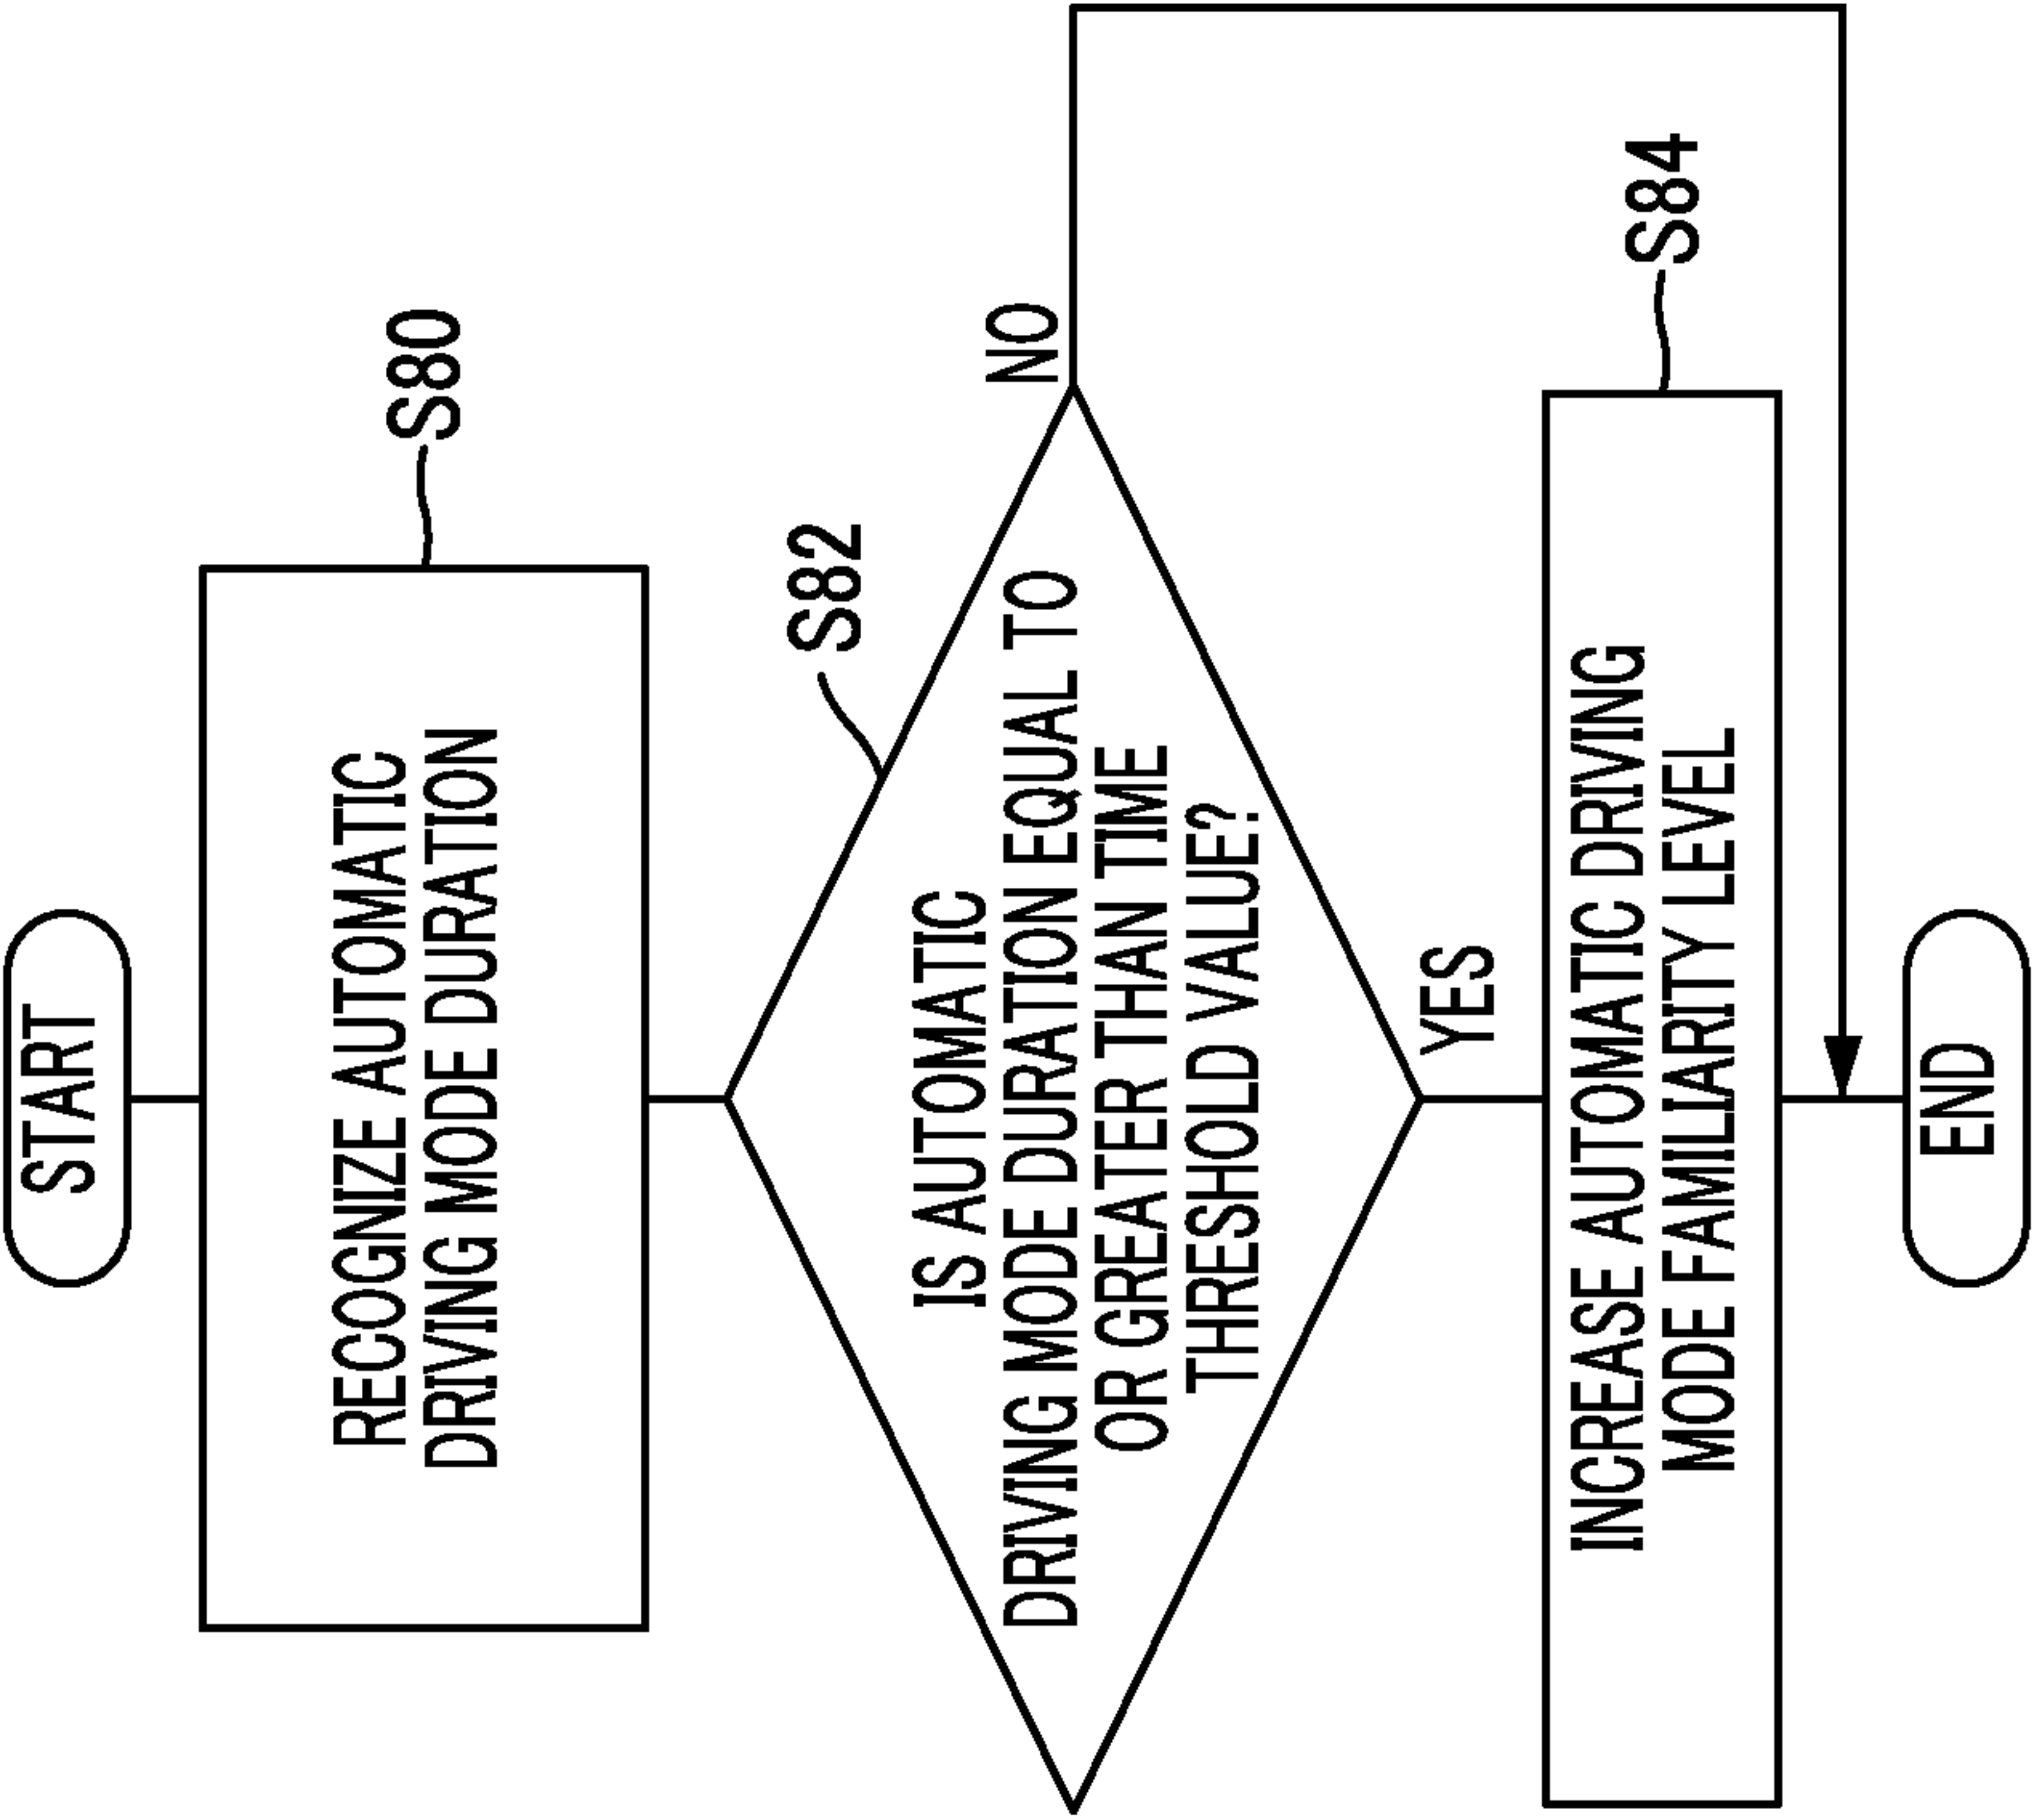 START
RECOGNIZE AUTOMATIC
DRIVING MODE DURATION
S80
IS AUTOMATIC
DRIVING MODE DURATION EQUAL TO
OR GREATER THAN TIME
THRESHOLD VALUE?
S82
NO
YES
INCREASE AUTOMATIC DRIVING
MODE FAMILIARITY LEVEL
S84
END